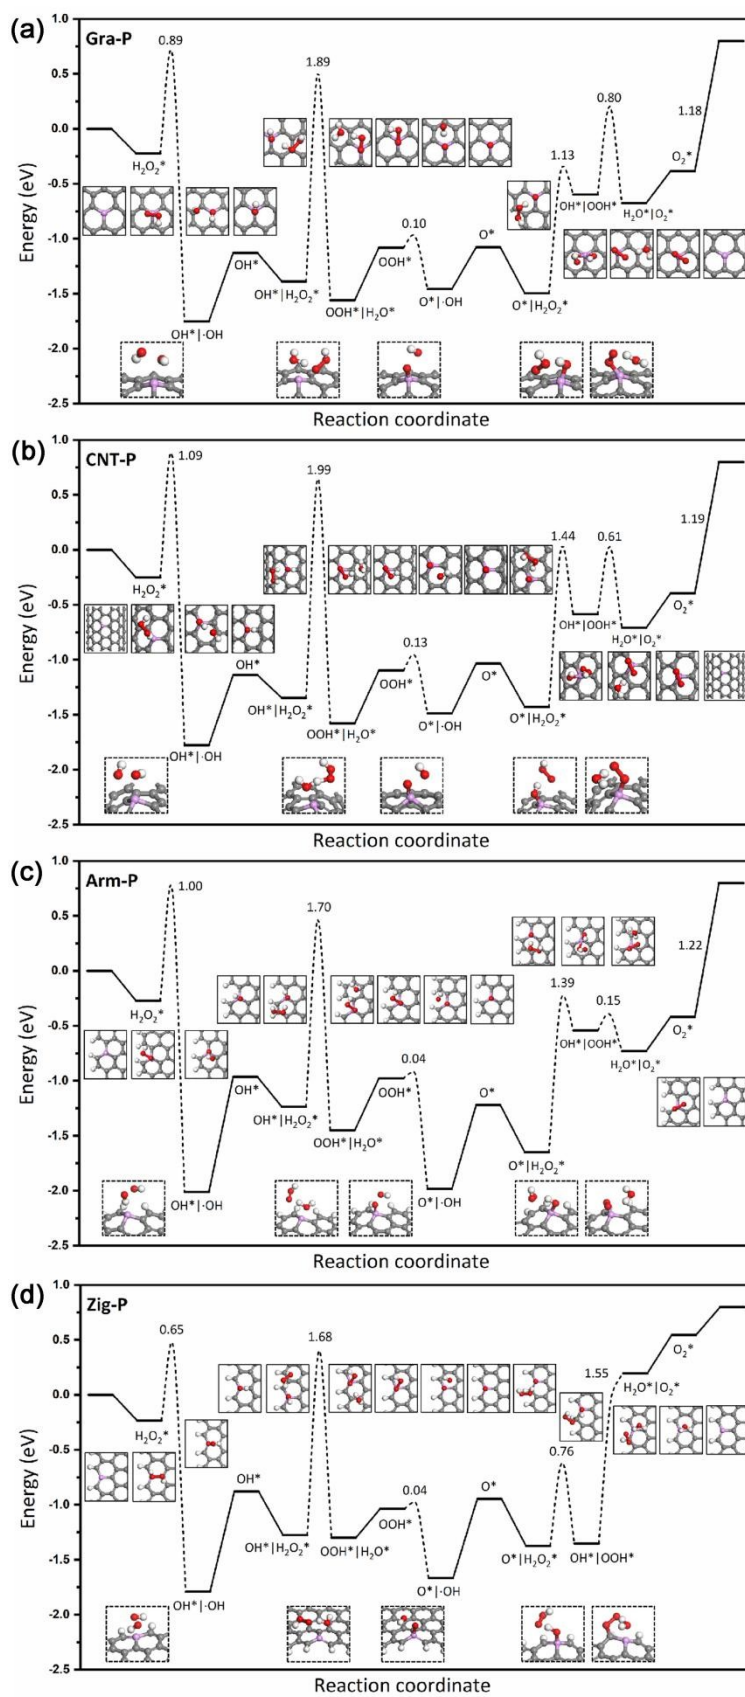 (a)
Gra-P
Energy (eV)
1.0
0.5
0.0
-0.5
-1.0
-1.5
-2.0
-2.5
0.89
1.89
0.10
1.13
0.80
1.18
H₂O₂*
OH*|·OH
OH*
OH*|H₂O₂*
OOH*|H₂O*
OOH*
O*|·OH
O*
O*|H₂O₂*
OH*|OOH*
H₂O*|O₂*
O₂*
Reaction coordinate
(b)
CNT-P
Energy (eV)
1.0
0.5
0.0
-0.5
-1.0
-1.5
-2.0
-2.5
1.09
1.99
0.13
1.44
0.61
1.19
H₂O₂*
OH*|·OH
OH*
OH*|H₂O₂*
OOH*|H₂O*
OOH*
O*|·OH
O*
O*|H₂O₂*
OH*|OOH*
H₂O*|O₂*
O₂*
Reaction coordinate
(c)
Arm-P
Energy (eV)
1.0
0.5
0.0
-0.5
-1.0
-1.5
-2.0
-2.5
1.00
1.70
0.04
1.39
0.15
1.22
H₂O₂*
OH*|·OH
OH*
OH*|H₂O₂*
OOH*|H₂O*
OOH*
O*|·OH
O*
O*|H₂O₂*
OH*|OOH*
H₂O*|O₂*
O₂*
Reaction coordinate
(d)
Zig-P
Energy (eV)
1.0
0.5
0.0
-0.5
-1.0
-1.5
-2.0
-2.5
0.65
1.68
0.04
0.76
1.55
H₂O₂*
OH*|·OH
OH*
OH*|H₂O₂*
OOH*|H₂O*
OOH*
O*|·OH
O*
O*|H₂O₂*
OH*|OOH*
H₂O*|O₂*
O₂*
Reaction coordinate